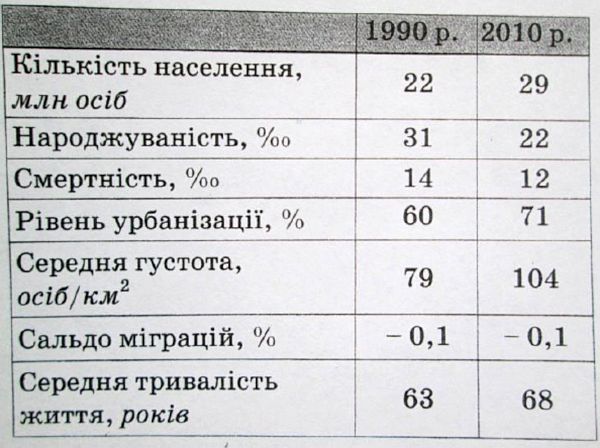 1990 р. 2010 р.
Кількість населення,
млн осіб 22 29
Народжуваність, ‰ 31 22
Смертність, ‰ 14 12
Рівень урбанізації, % 60 71
Середня густота,
осіб/км² 79 104
Сальдо міграцій, % – 0,1 – 0,1
Середня тривалість
життя, років 63 68